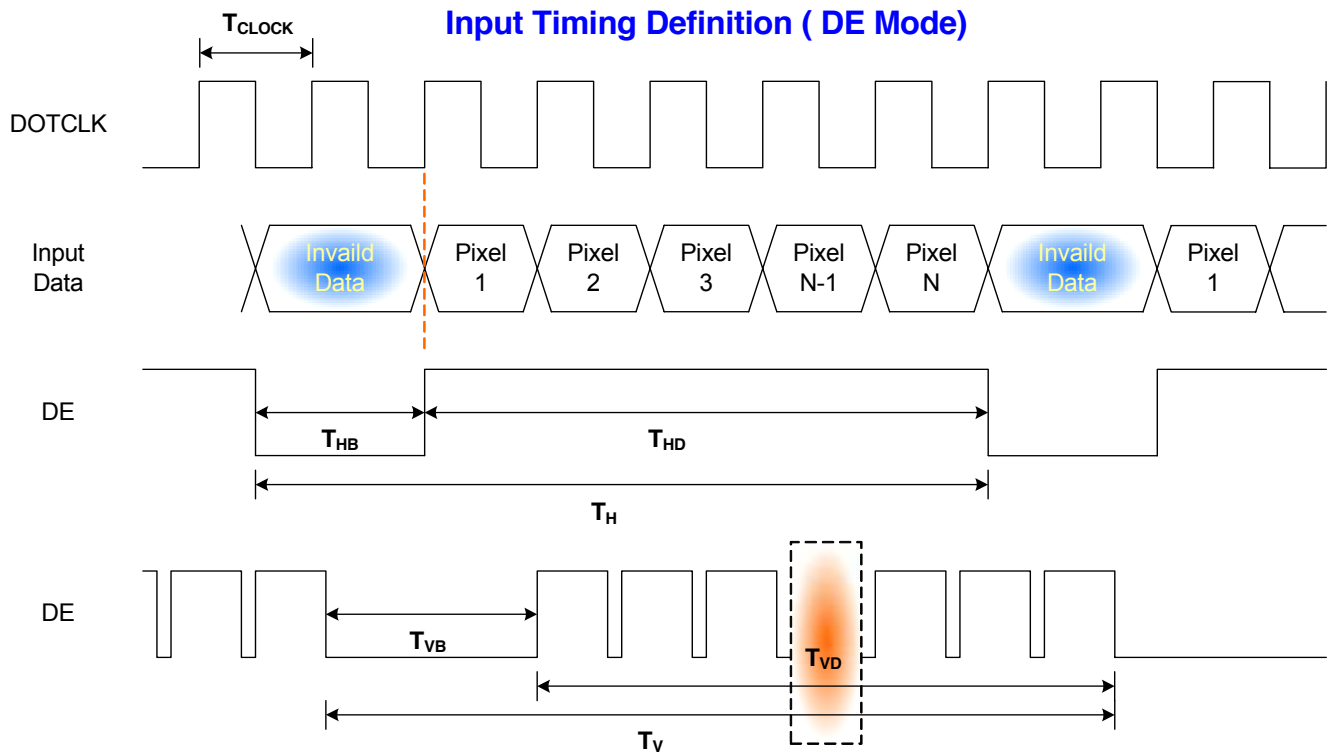 Input Timing Definition ( DE Mode)
TCLOCK
DOTCLK
Input
Data
Invaild
Data
Pixel
1
Pixel
2
Pixel
3
Pixel
N-1
Pixel
N
Invaild
Data
Pixel
1
DE
THB
THD
TH
DE
TVB
TVD
TV